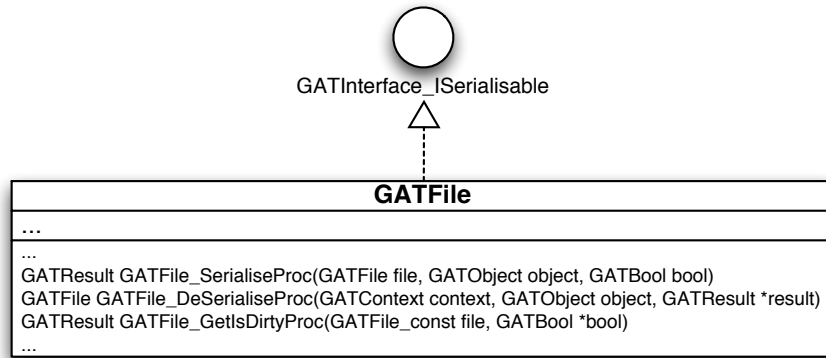 GATInterface_ISerialisable
GATFile
...
...
GATResult GATFile_SerialiseProc(GATFile file, GATObject object, GATBool bool)
GATFile GATFile_DeSerialiseProc(GATContext context, GATObject object, GATResult *result)
GATResult GATFile_GetIsDirtyProc(GATFile_const file, GATBool *bool)
...